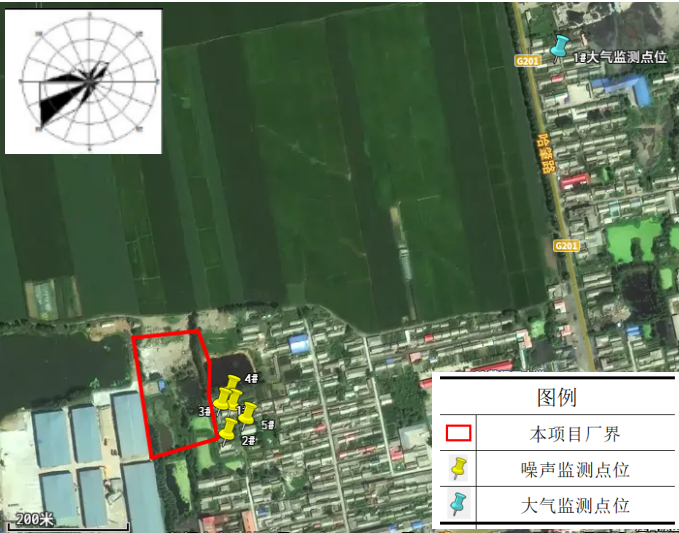 1#大气监测点位
G201
哈肇路
G201
4#
3#
1#
5#
2#
图例
本项目厂界
噪声监测点位
大气监测点位
200米